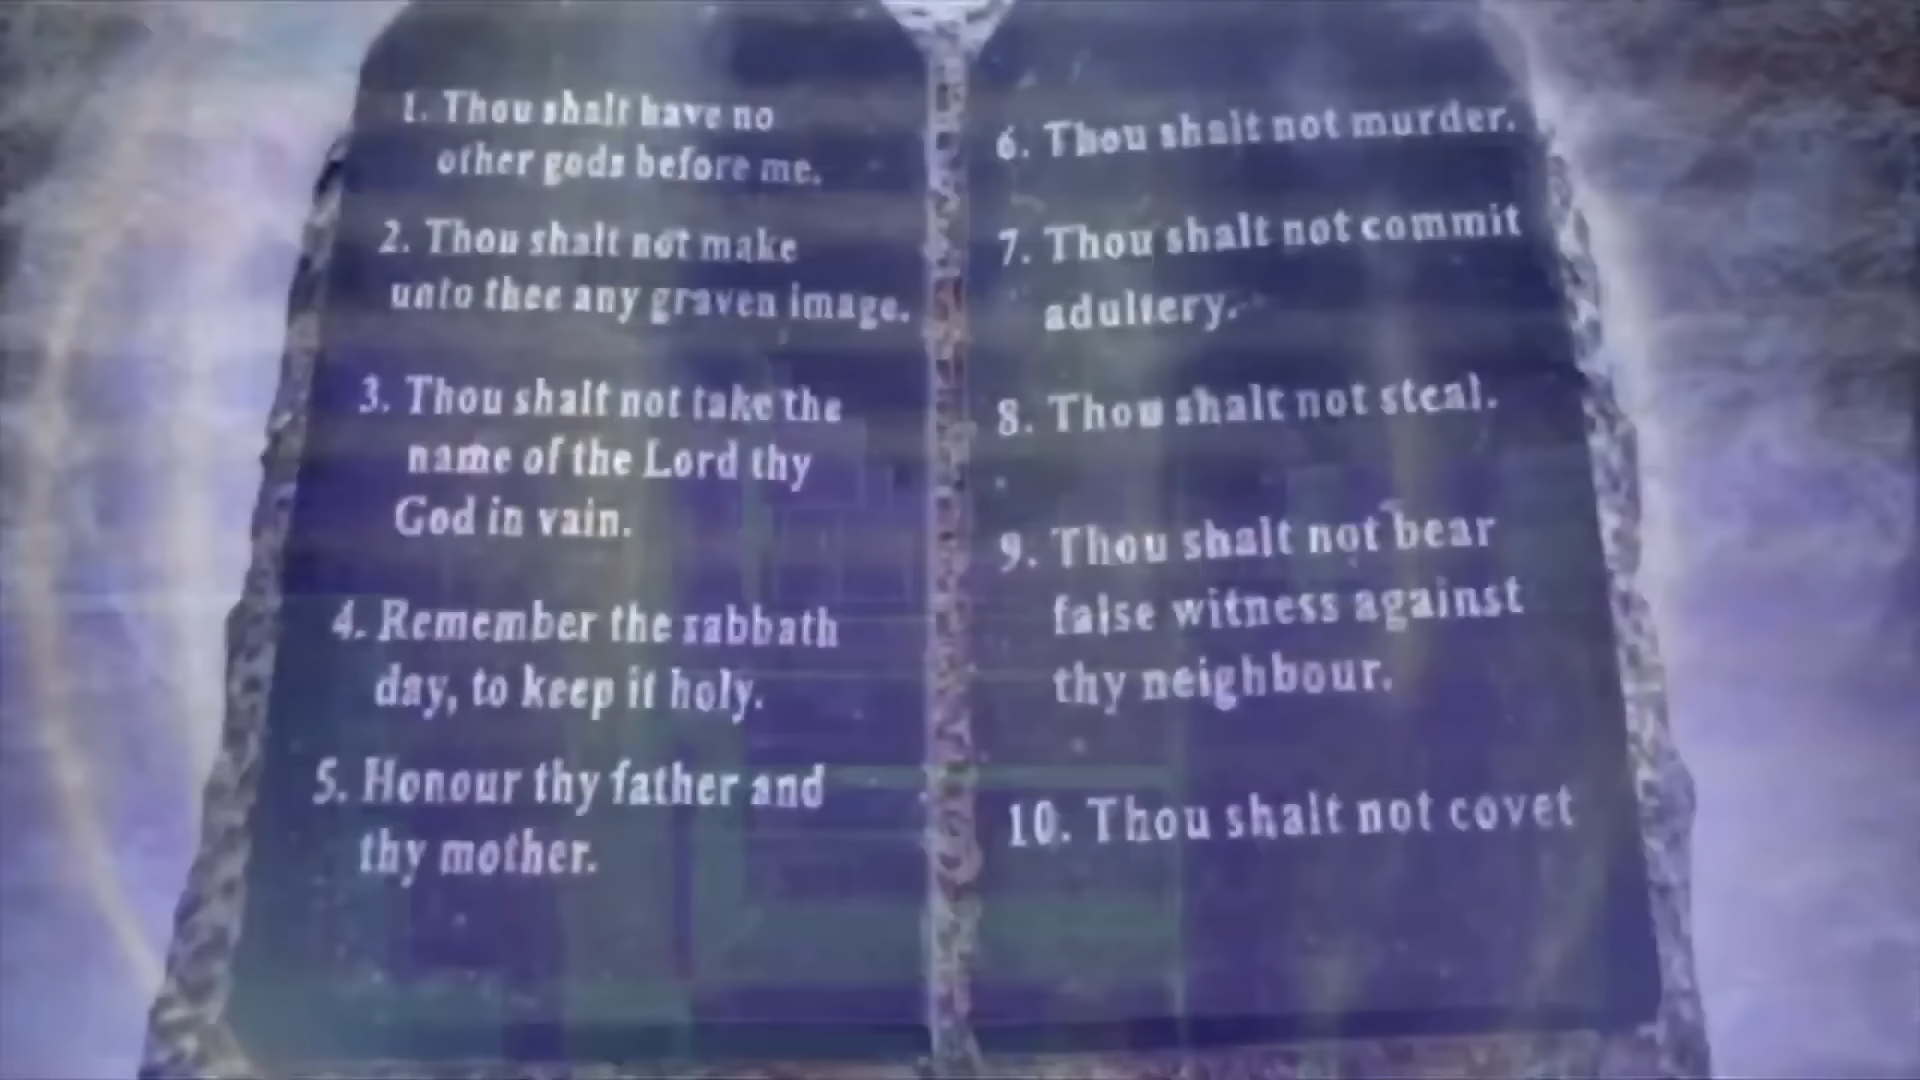 1. Thou shalt have no
other gods before me.
2. Thou shalt not make
unto thee any graven image.
3. Thou shalt not take the
name of the Lord thy
God in vain.
4. Remember the sabbath
day, to keep it holy.
5. Honour thy father and
thy mother.
6. Thou shalt not murder.
7. Thou shalt not commit
adultery.
8. Thou shalt not steal.
9. Thou shalt not bear
false witness against
thy neighbour.
10. Thou shalt not covet